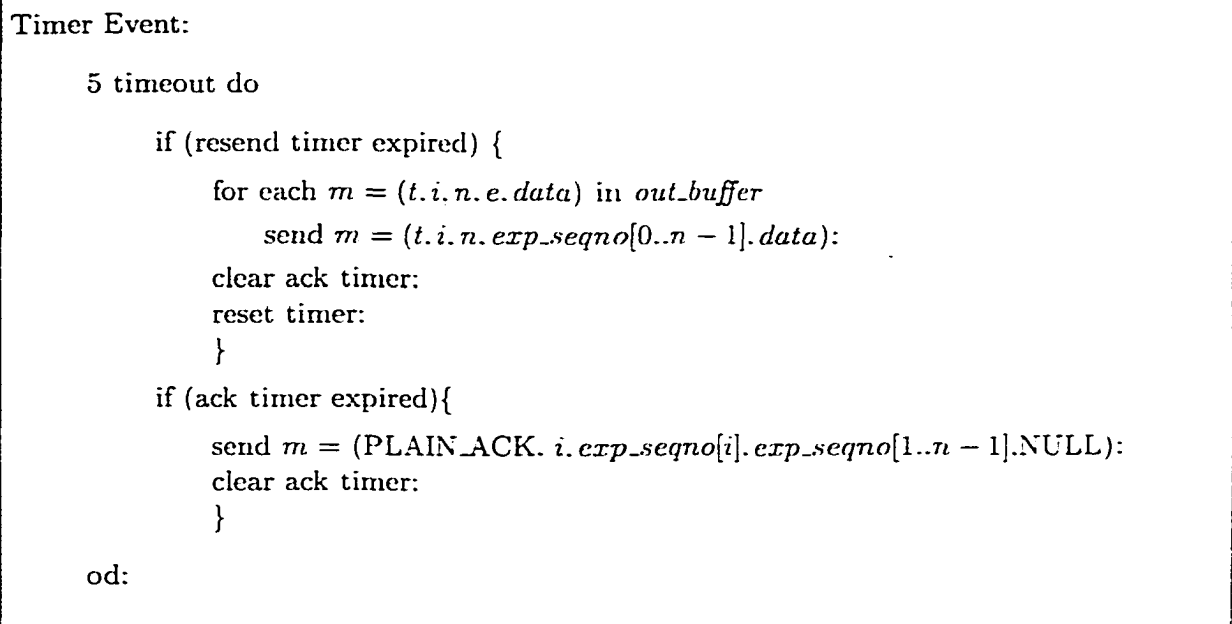 Timer Event:
5 timeout do
if (resend timer expired) {
for each m = (t. i. n. e. data) in out_buffer
send m = (t. i. n. exp_seqno[0..n − 1]. data):
clear ack timer:
reset timer:
}
if (ack timer expired){
send m = (PLAIN_ACK. i. exp_seqno[i]. exp_seqno[1..n − 1].NULL):
clear ack timer:
}
od: